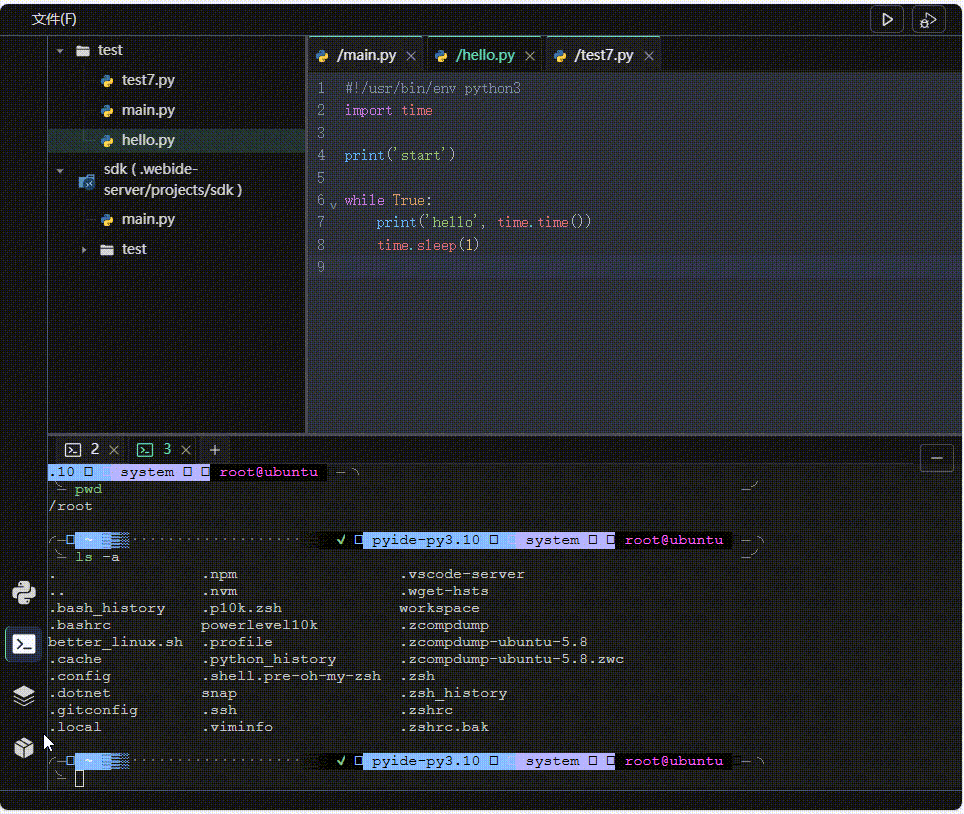 文件(F)
test
test7.py
main.py
hello.py
sdk ( .webide-
server/projects/sdk )
main.py
test
/main.py × /hello.py × /test7.py ×
1 #!/usr/bin/env python3
2 import time
3
4 print('start')
5
6 while True:
7 print('hello', time.time())
8 time.sleep(1)
9
2 × 3 × +
.10 system root@ubuntu
pwd
/root
~ ✓ pyide-py3.10 system root@ubuntu
ls -a
. .npm .vscode-server
.. .nvm .wget-hsts
.bash_history .p10k.zsh workspace
.bashrc powerlevel10k .zcompdump
better_linux.sh .profile .zcompdump-ubuntu-5.8
.cache .python_history .zcompdump-ubuntu-5.8.zwc
.config .shell.pre-oh-my-zsh .zsh
.dotnet snap .zsh_history
.gitconfig .ssh .zshrc
.local .viminfo .zshrc.bak
~ ✓ pyide-py3.10 system root@ubuntu